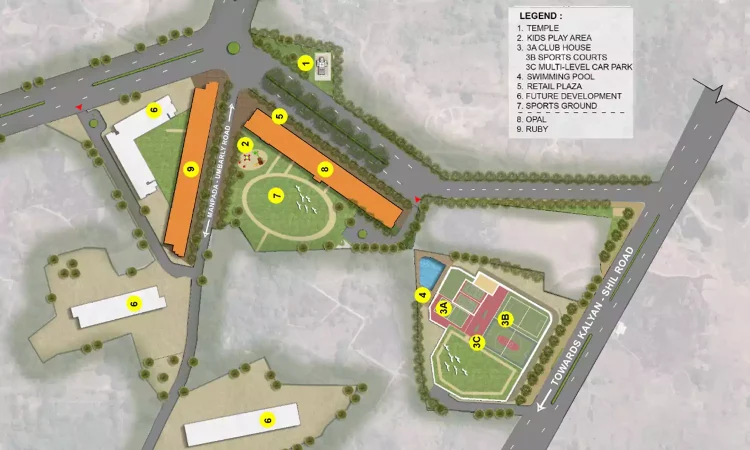 LEGEND :
1. TEMPLE
2. KIDS PLAY AREA
3. 3A CLUB HOUSE
3B SPORTS COURTS
3C MULTI-LEVEL CAR PARK
4. SWIMMING POOL
5. RETAIL PLAZA
6. FUTURE DEVELOPMENT
7. SPORTS GROUND
8. OPAL
9. RUBY
1
6
5
2
9
8
7
MANPADA - UMBARLY ROAD
4
3A
3B
3C
6
6
TOWARDS KALYAN - SHIL ROAD